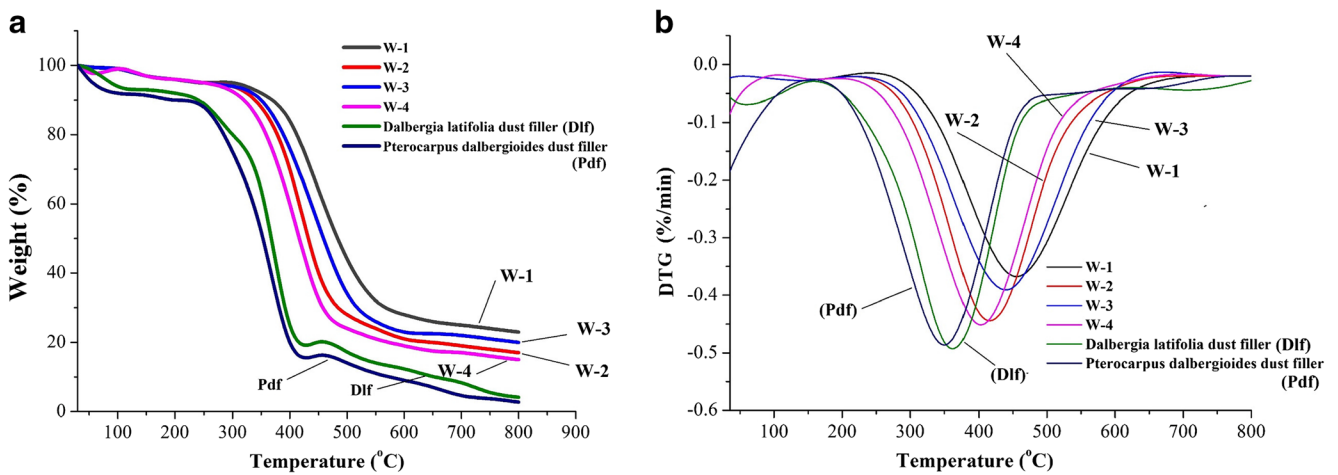 a
Weight (%)
100
80
60
40
20
0
100 200 300 400 500 600 700 800 900
Temperature (°C)
W-1
W-2
W-3
W-4
Dalbergia latifolia dust filler (Dlf)
Pterocarpus dalbergioides dust filler
(Pdf)
W-1
W-3
W-2
W-4
Pdf
Dlf
b
DTG (%/min)
0.0
-0.1
-0.2
-0.3
-0.4
-0.5
-0.6
100 200 300 400 500 600 700 800
Temperature (°C)
W-4
W-2
W-3
W-1
(Pdf)
(Dlf)
W-1
W-2
W-3
W-4
Dalbergia latifolia dust filler (Dlf)
Pterocarpus dalbergioides dust filler
(Pdf)